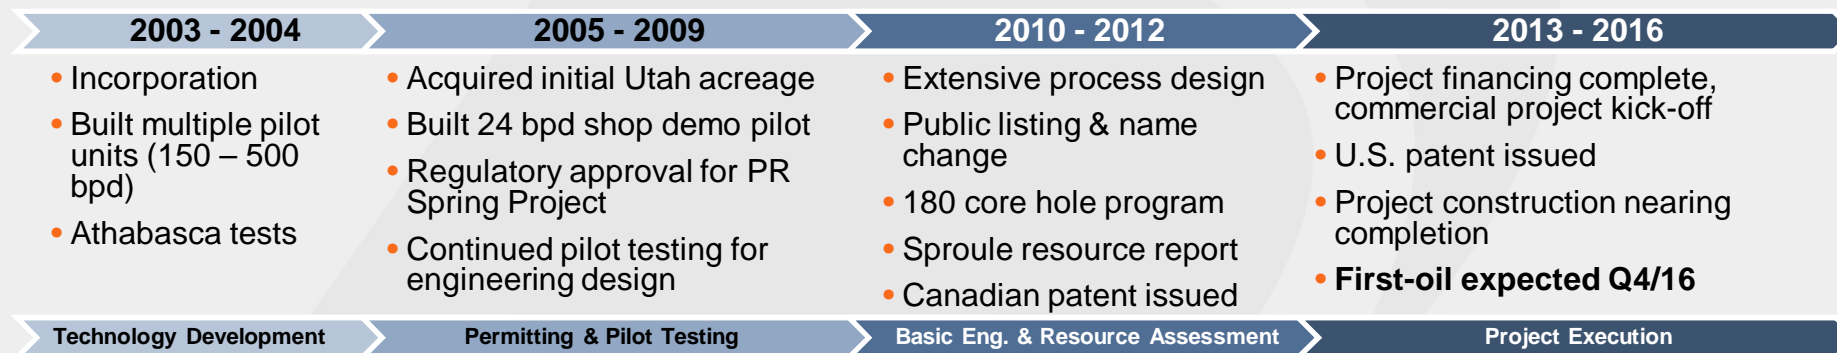 2003 - 2004
2005 - 2009
2010 - 2012
2013 - 2016
• Incorporation
• Built multiple pilot
units (150 – 500
bpd)
• Athabasca tests
• Acquired initial Utah acreage
• Built 24 bpd shop demo pilot
• Regulatory approval for PR
Spring Project
• Continued pilot testing for
engineering design
• Extensive process design
• Public listing & name
change
• 180 core hole program
• Sproule resource report
• Canadian patent issued
• Project financing complete,
commercial project kick-off
• U.S. patent issued
• Project construction nearing
completion
• First-oil expected Q4/16
Technology Development
Permitting & Pilot Testing
Basic Eng. & Resource Assessment
Project Execution